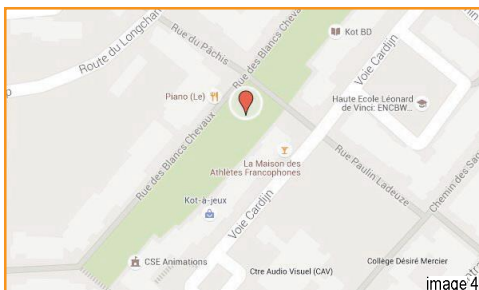 Route du Longchamp
Rue du Pâchis
Kot BD
Rue des Blancs Chevaux
Voie Cardijn
Piano (Le)
Haute Ecole Léonard
de Vinci: ENCBW...
La Maison des
Athlètes Francophones
Rue Paulin Ladeuze
Rue des Blancs Chevaux
Kot-à-jeux
Voie Cardijn
CSE Animations
Ctre Audio Visuel (CAV)
Collège Désiré Mercier
image 4